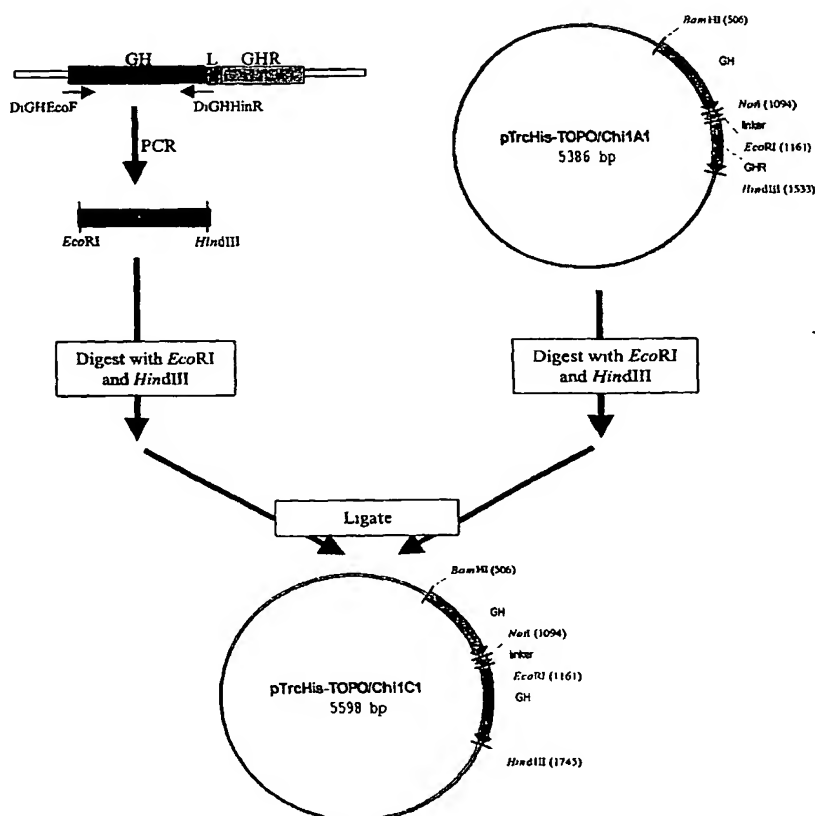 GH L GHR
DiGHEcoF
DiGHHinR
PCR
EcoRI
HindIII
Digest with EcoRI
and HindIII
BamHI (506)
GH
NotI (1094)
linker
EcoRI (1161)
GHR
HindIII (1533)
pTrcHis-TOPO/Chi1A1
5386 bp
Digest with EcoRI
and HindIII
Ligate
BamHI (506)
GH
NotI (1094)
linker
EcoRI (1161)
GH
HindIII (1745)
pTrcHis-TOPO/Chi1C1
5598 bp